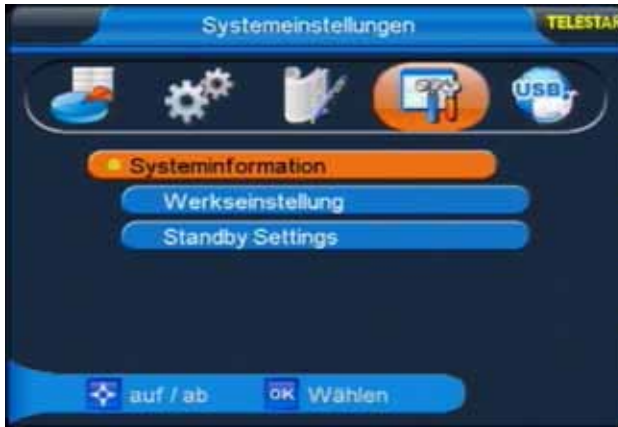 Systemeinstellungen
TELESTAR
USB
Systeminformation
Werkseinstellung
Standby Settings
auf / ab OK Wählen